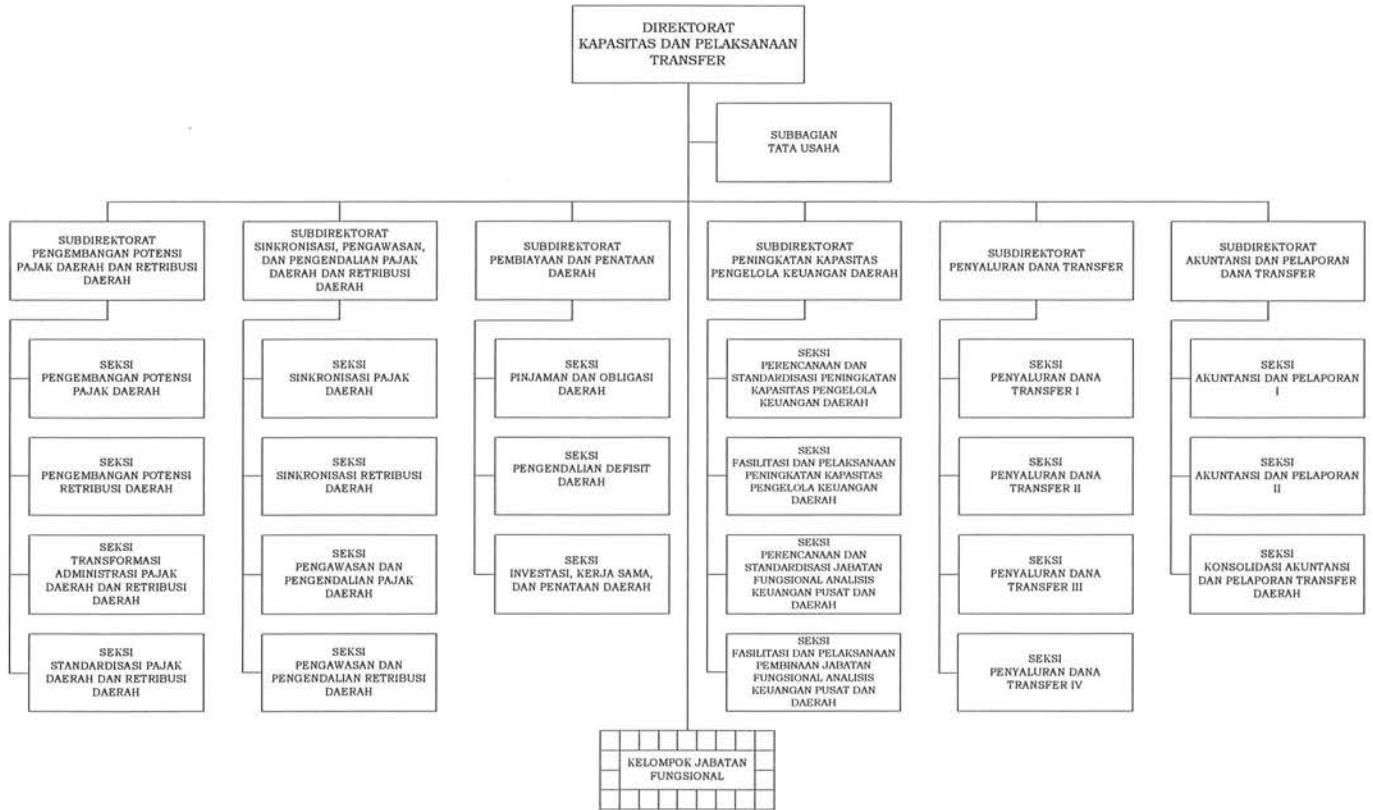 DIREKTORAT
KAPASITAS DAN PELAKSANAAN
TRANSFER
SUBBAGIAN
TATA USAHA
SUBDIREKTORAT
PENGEMBANGAN POTENSI
PAJAK DAERAH DAN RETRIBUSI
DAERAH
SUBDIREKTORAT
SINKRONISASI, PENGAWASAN,
DAN PENGENDALIAN PAJAK
DAERAH DAN RETRIBUSI
DAERAH
SUBDIREKTORAT
PEMBIAYAAN DAN PENATAAN
DAERAH
SUBDIREKTORAT
PENINGKATAN KAPASITAS
PENGELOLA KEUANGAN DAERAH
SUBDIREKTORAT
PENYALURAN DANA TRANSFER
SUBDIREKTORAT
AKUNTANSI DAN PELAPORAN
DANA TRANSFER
SEKSI
PENGEMBANGAN POTENSI
PAJAK DAERAH
SEKSI
SINKRONISASI PAJAK
DAERAH
SEKSI
PINJAMAN DAN OBLIGASI
DAERAH
SEKSI
PERENCANAAN DAN
STANDARDISASI PENINGKATAN
KAPASITAS PENGELOLA
KEUANGAN DAERAH
SEKSI
PENYALURAN DANA
TRANSFER I
SEKSI
AKUNTANSI DAN PELAPORAN
I
SEKSI
PENGEMBANGAN POTENSI
RETRIBUSI DAERAH
SEKSI
SINKRONISASI RETRIBUSI
DAERAH
SEKSI
PENGENDALIAN DEFISIT
DAERAH
SEKSI
FASILITASI DAN PELAKSANAAN
PENINGKATAN KAPASITAS
PENGELOLA KEUANGAN
DAERAH
SEKSI
PENYALURAN DANA
TRANSFER II
SEKSI
AKUNTANSI DAN PELAPORAN
II
SEKSI
TRANSFORMASI
ADMINISTRASI PAJAK
DAERAH DAN RETRIBUSI
DAERAH
SEKSI
PENGAWASAN DAN
PENGENDALIAN PAJAK
DAERAH
SEKSI
INVESTASI, KERJA SAMA,
DAN PENATAAN DAERAH
SEKSI
PERENCANAAN DAN
STANDARDISASI JABATAN
FUNGSIONAL ANALISIS
KEUANGAN PUSAT DAN
DAERAH
SEKSI
PENYALURAN DANA
TRANSFER III
SEKSI
KONSOLIDASI AKUNTANSI
DAN PELAPORAN TRANSFER
DAERAH
SEKSI
STANDARDISASI PAJAK
DAERAH DAN RETRIBUSI
DAERAH
SEKSI
PENGAWASAN DAN
PENGENDALIAN RETRIBUSI
DAERAH
SEKSI
FASILITASI DAN PELAKSANAAN
PEMBINAAN JABATAN
FUNGSIONAL ANALISIS
KEUANGAN PUSAT DAN
DAERAH
SEKSI
PENYALURAN DANA
TRANSFER IV
KELOMPOK JABATAN
FUNGSIONAL